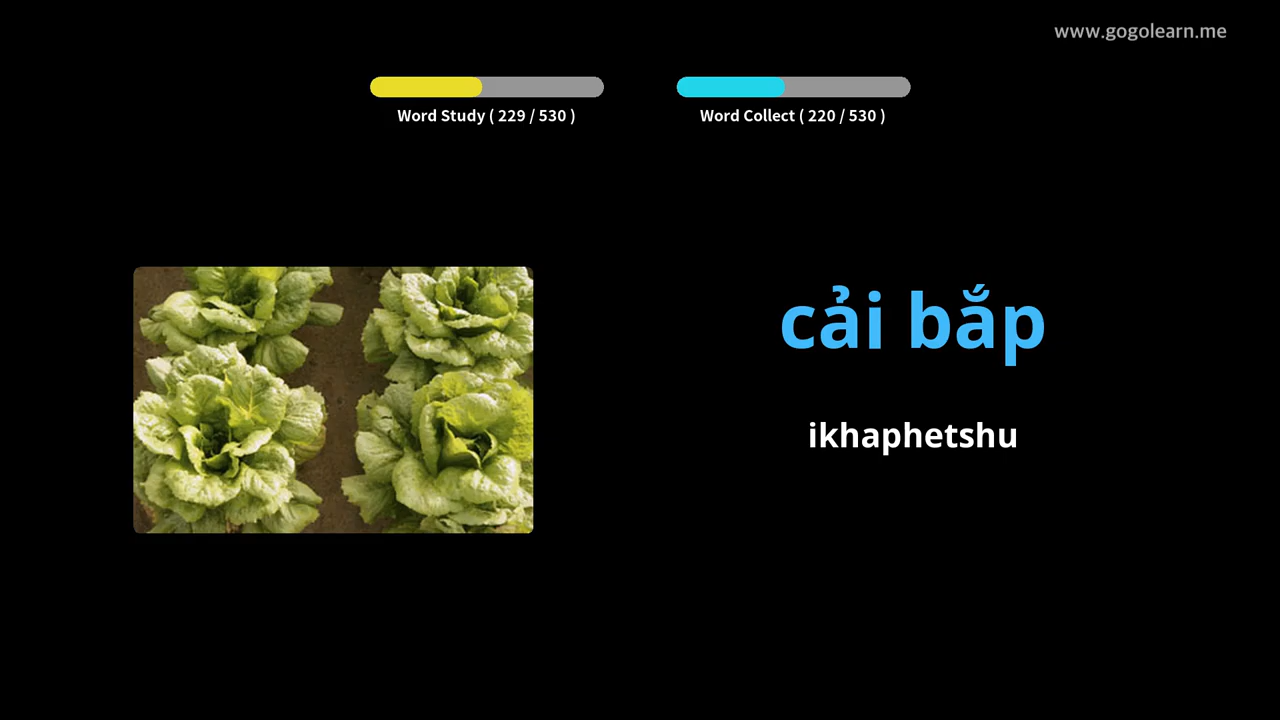 www.gogolearn.me
Word Study ( 229 / 530 )
Word Collect ( 220 / 530 )
cải bắp
ikhaphetshu